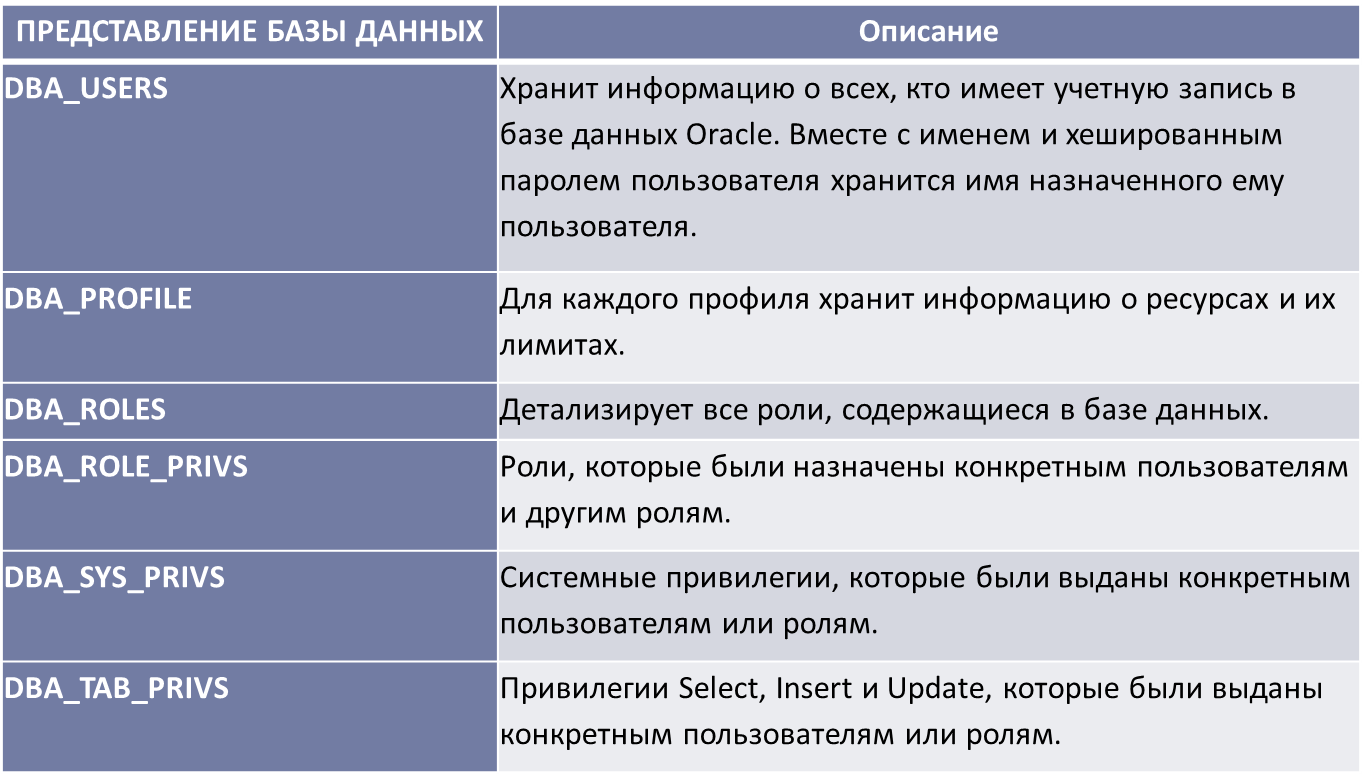 ПРЕДСТАВЛЕНИЕ БАЗЫ ДАННЫХ
Описание
DBA_USERS
Хранит информацию о всех, кто имеет учетную запись в
базе данных Oracle. Вместе с именем и хешированным
паролем пользователя хранится имя назначенного ему
пользователя.
DBA_PROFILE
Для каждого профиля хранит информацию о ресурсах и их
лимитах.
DBA_ROLES
Детализирует все роли, содержащиеся в базе данных.
DBA_ROLE_PRIVS
Роли, которые были назначены конкретным пользователям
и другим ролям.
DBA_SYS_PRIVS
Системные привилегии, которые были выданы конкретным
пользователям или ролям.
DBA_TAB_PRIVS
Привилегии Select, Insert и Update, которые были выданы
конкретным пользователям или ролям.